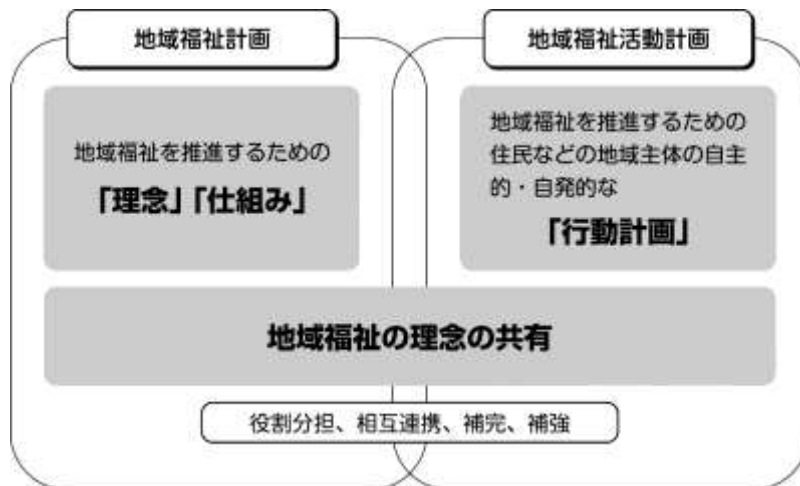 地域福祉計画
地域福祉活動計画
地域福祉を推進するための
「理念」「仕組み」
地域福祉を推進するための
住民などの地域主体の自主
的・自発的な
「行動計画」
地域福祉の理念の共有
役割分担、相互連携、補完、補強